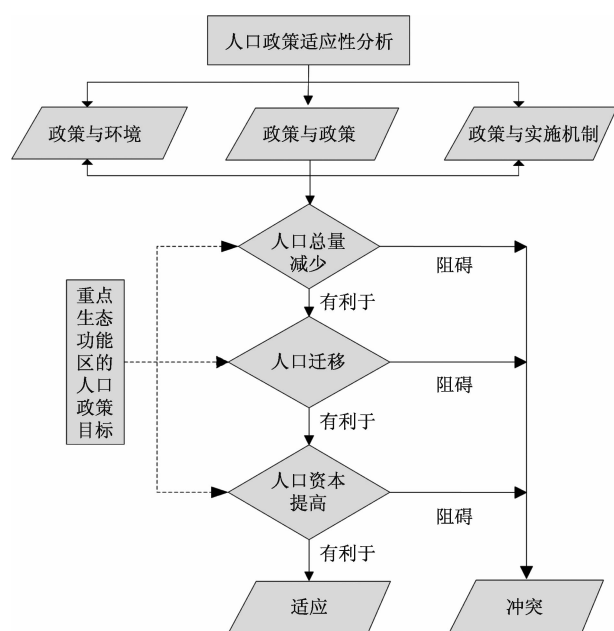 人口政策适应性分析
政策与环境
政策与政策
政策与实施机制
人口总量
减少
阻碍
有利于
重点
生态
功能
区的
人口
政策
目标
人口迁移
阻碍
有利于
人口资本
提高
阻碍
有利于
适应
冲突